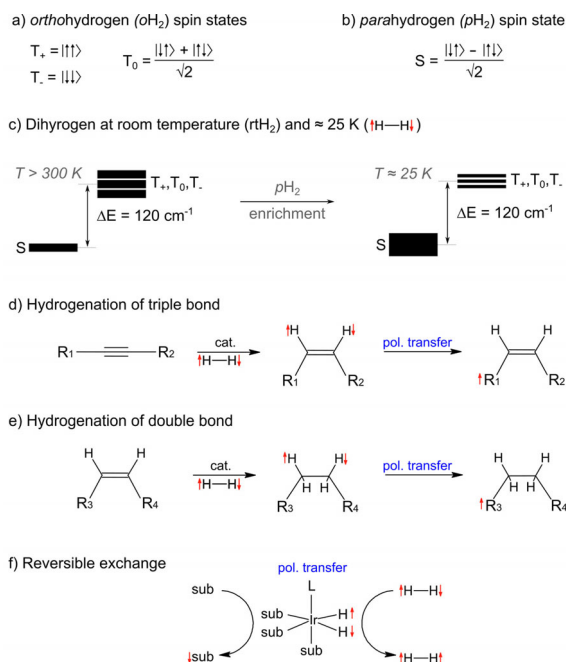 a) orthohydrogen (oH₂) spin states
T₊ = |↑↑⟩
T₋ = |↓↓⟩
T₀ = |↓↑⟩ + |↑↓⟩ / √2
b) parahydrogen (pH₂) spin state
S = |↓↑⟩ − |↑↓⟩ / √2
c) Dihyrogen at room temperature (rtH₂) and ≈ 25 K (↑H—H↓)
T > 300 K
T₊,T₀,T₋
ΔE = 120 cm⁻¹
S
pH₂
enrichment
T ≈ 25 K
T₊,T₀,T₋
ΔE = 120 cm⁻¹
S
d) Hydrogenation of triple bond
R₁ R₂
cat.
↑H—H↓
↑H H↓
R₁ R₂
pol. transfer
H H
↑R₁ R₂
e) Hydrogenation of double bond
H H
R₃ R₄
cat.
↑H—H↓
↑H H↓
H H
R₃ R₄
pol. transfer
H H
H H
↑R₃ R₄
f) Reversible exchange
sub
↓sub
pol. transfer
L
sub Ir H↑
sub H↓
sub
↑H—H↓
↑H—H↑